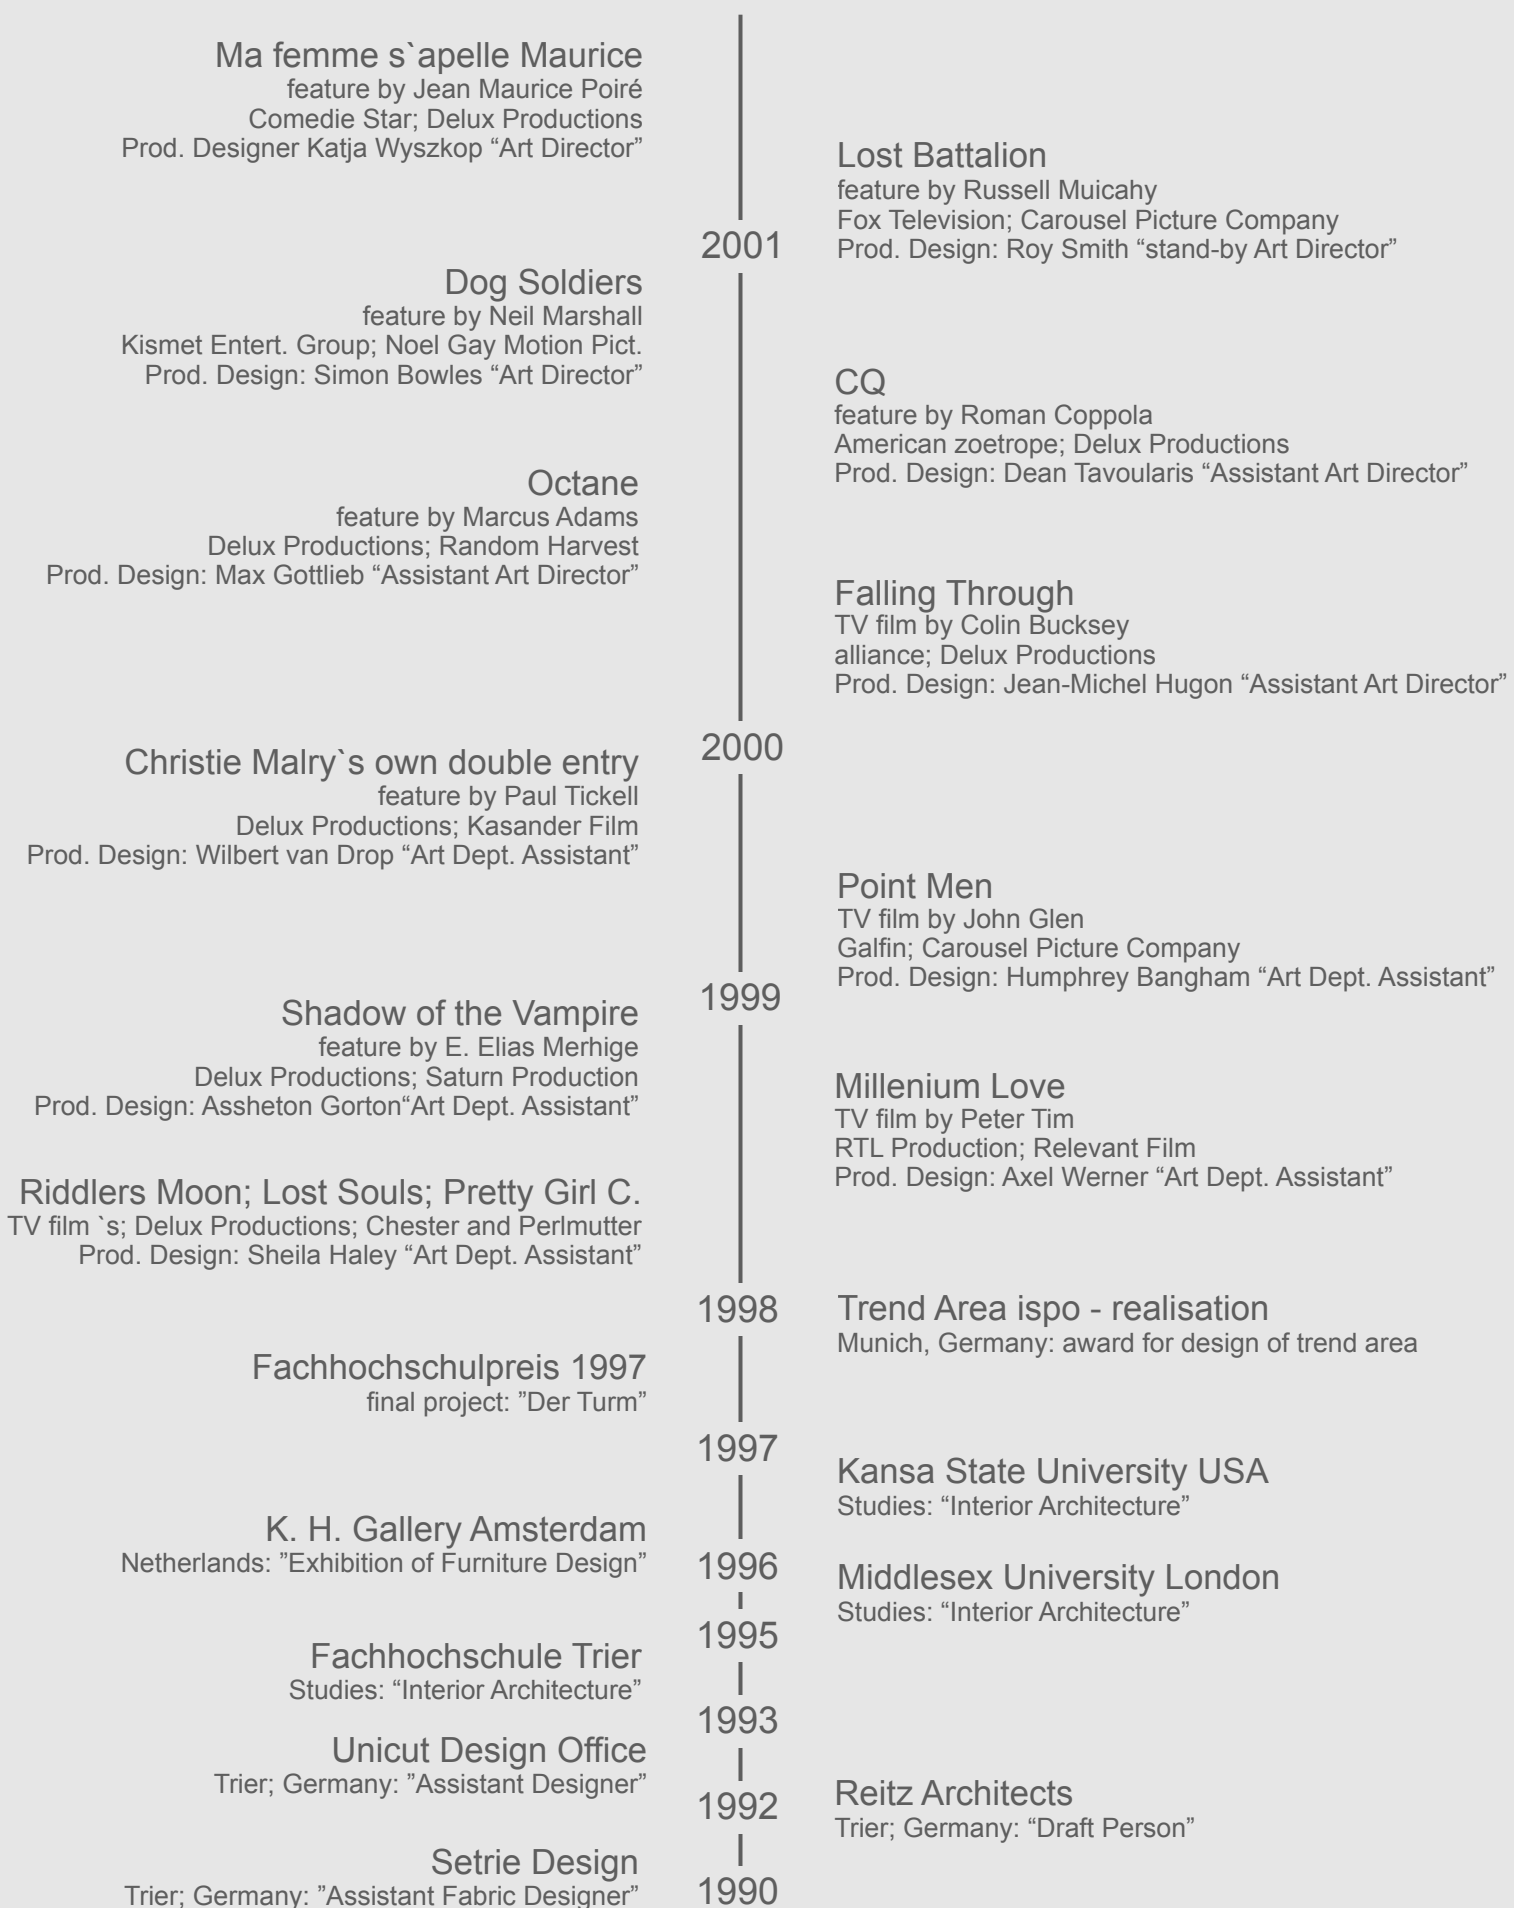 Ma femme s`apelle Maurice
feature by Jean Maurice Poiré
Comedie Star; Delux Productions
Prod. Designer Katja Wyszkop “Art Director”
Lost Battalion
feature by Russell Muicahy
Fox Television; Carousel Picture Company
Prod. Design: Roy Smith “stand-by Art Director”
2001
Dog Soldiers
feature by Neil Marshall
Kismet Entert. Group; Noel Gay Motion Pict.
Prod. Design: Simon Bowles “Art Director”
CQ
feature by Roman Coppola
American zoetrope; Delux Productions
Prod. Design: Dean Tavoularis “Assistant Art Director”
Octane
feature by Marcus Adams
Delux Productions; Random Harvest
Prod. Design: Max Gottlieb “Assistant Art Director”
Falling Through
TV film by Colin Bucksey
alliance; Delux Productions
Prod. Design: Jean-Michel Hugon “Assistant Art Director”
2000
Christie Malry`s own double entry
feature by Paul Tickell
Delux Productions; Kasander Film
Prod. Design: Wilbert van Drop “Art Dept. Assistant”
Point Men
TV film by John Glen
Galfin; Carousel Picture Company
Prod. Design: Humphrey Bangham “Art Dept. Assistant”
1999
Shadow of the Vampire
feature by E. Elias Merhige
Delux Productions; Saturn Production
Prod. Design: Assheton Gorton“Art Dept. Assistant”
Millenium Love
TV film by Peter Tim
RTL Production; Relevant Film
Prod. Design: Axel Werner “Art Dept. Assistant”
Riddlers Moon; Lost Souls; Pretty Girl C.
TV film `s; Delux Productions; Chester and Perlmutter
Prod. Design: Sheila Haley “Art Dept. Assistant”
1998
Trend Area ispo - realisation
Munich, Germany: award for design of trend area
Fachhochschulpreis 1997
final project: ”Der Turm”
1997
Kansa State University USA
Studies: “Interior Architecture”
K. H. Gallery Amsterdam
Netherlands: ”Exhibition of Furniture Design”
1996
Middlesex University London
Studies: “Interior Architecture”
1995
Fachhochschule Trier
Studies: “Interior Architecture”
1993
Unicut Design Office
Trier; Germany: ”Assistant Designer”
1992
Reitz Architects
Trier; Germany: “Draft Person”
Setrie Design
Trier; Germany: ”Assistant Fabric Designer”
1990